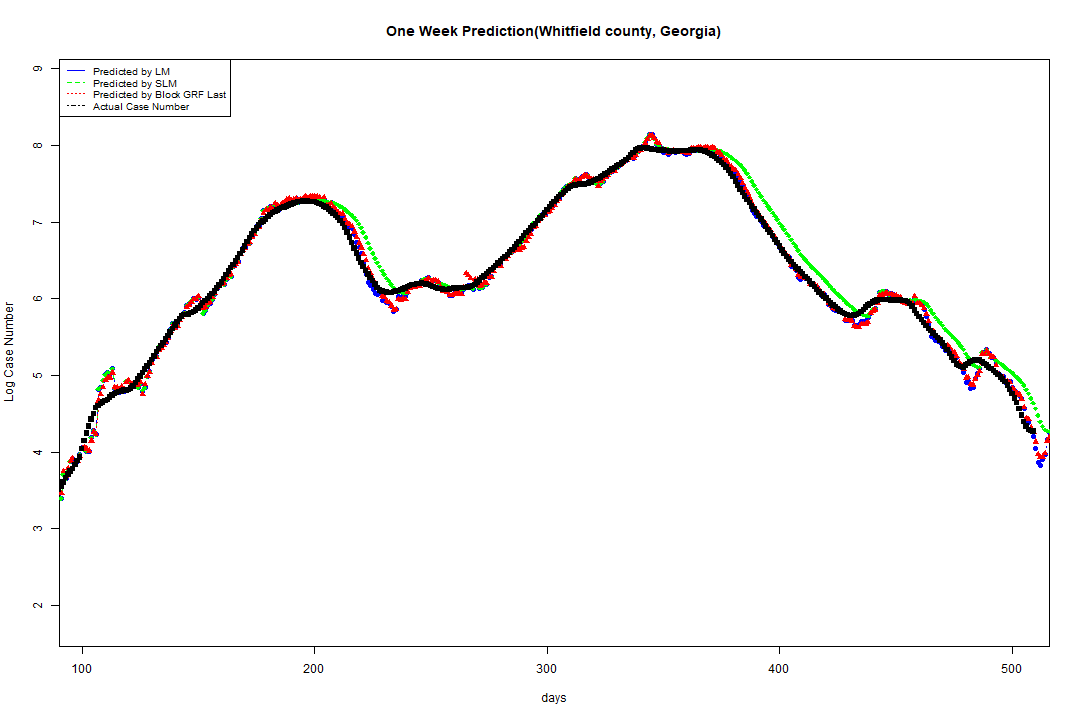 One Week Prediction(Whitfield county, Georgia)
Predicted by LM
Predicted by SLM
Predicted by Block GRF Last
Actual Case Number
Log Case Number
9
8
7
6
5
4
3
2
100 200 300 400 500
days